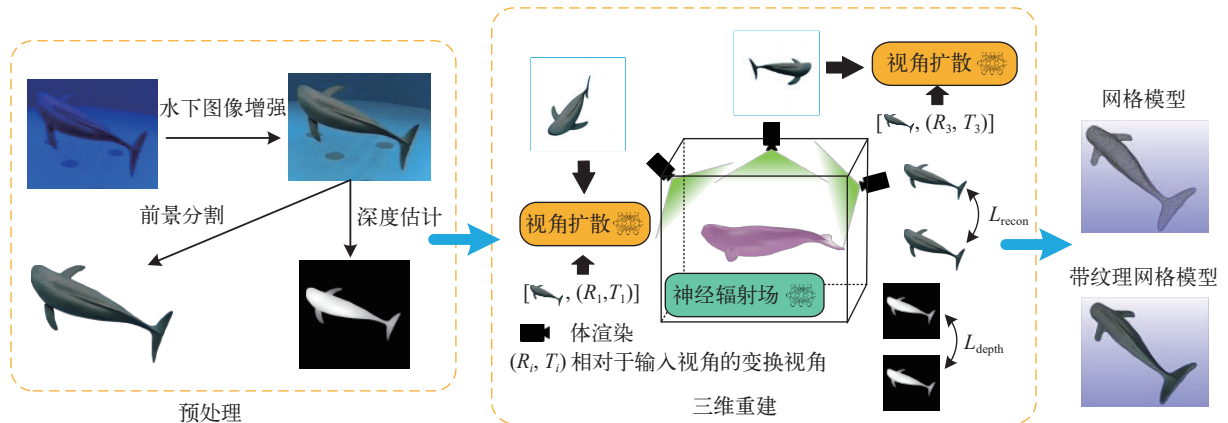 水下图像增强
前景分割
深度估计
预处理
视角扩散
[, (R₁,T₁)]
体渲染
(Rᵢ, Tᵢ) 相对于输入视角的变换视角
视角扩散
[, (R₃, T₃)]
神经辐射场
L_recon
L_depth
三维重建
网格模型
带纹理网格模型